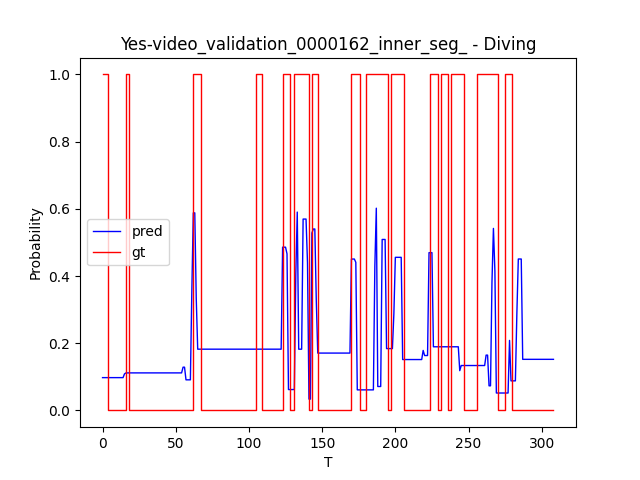 Yes-video_validation_0000162_inner_seg_ - Diving
1.0
0.8
0.6
0.4
0.2
0.0
Probability
pred
gt
0 50 100 150 200 250 300
T